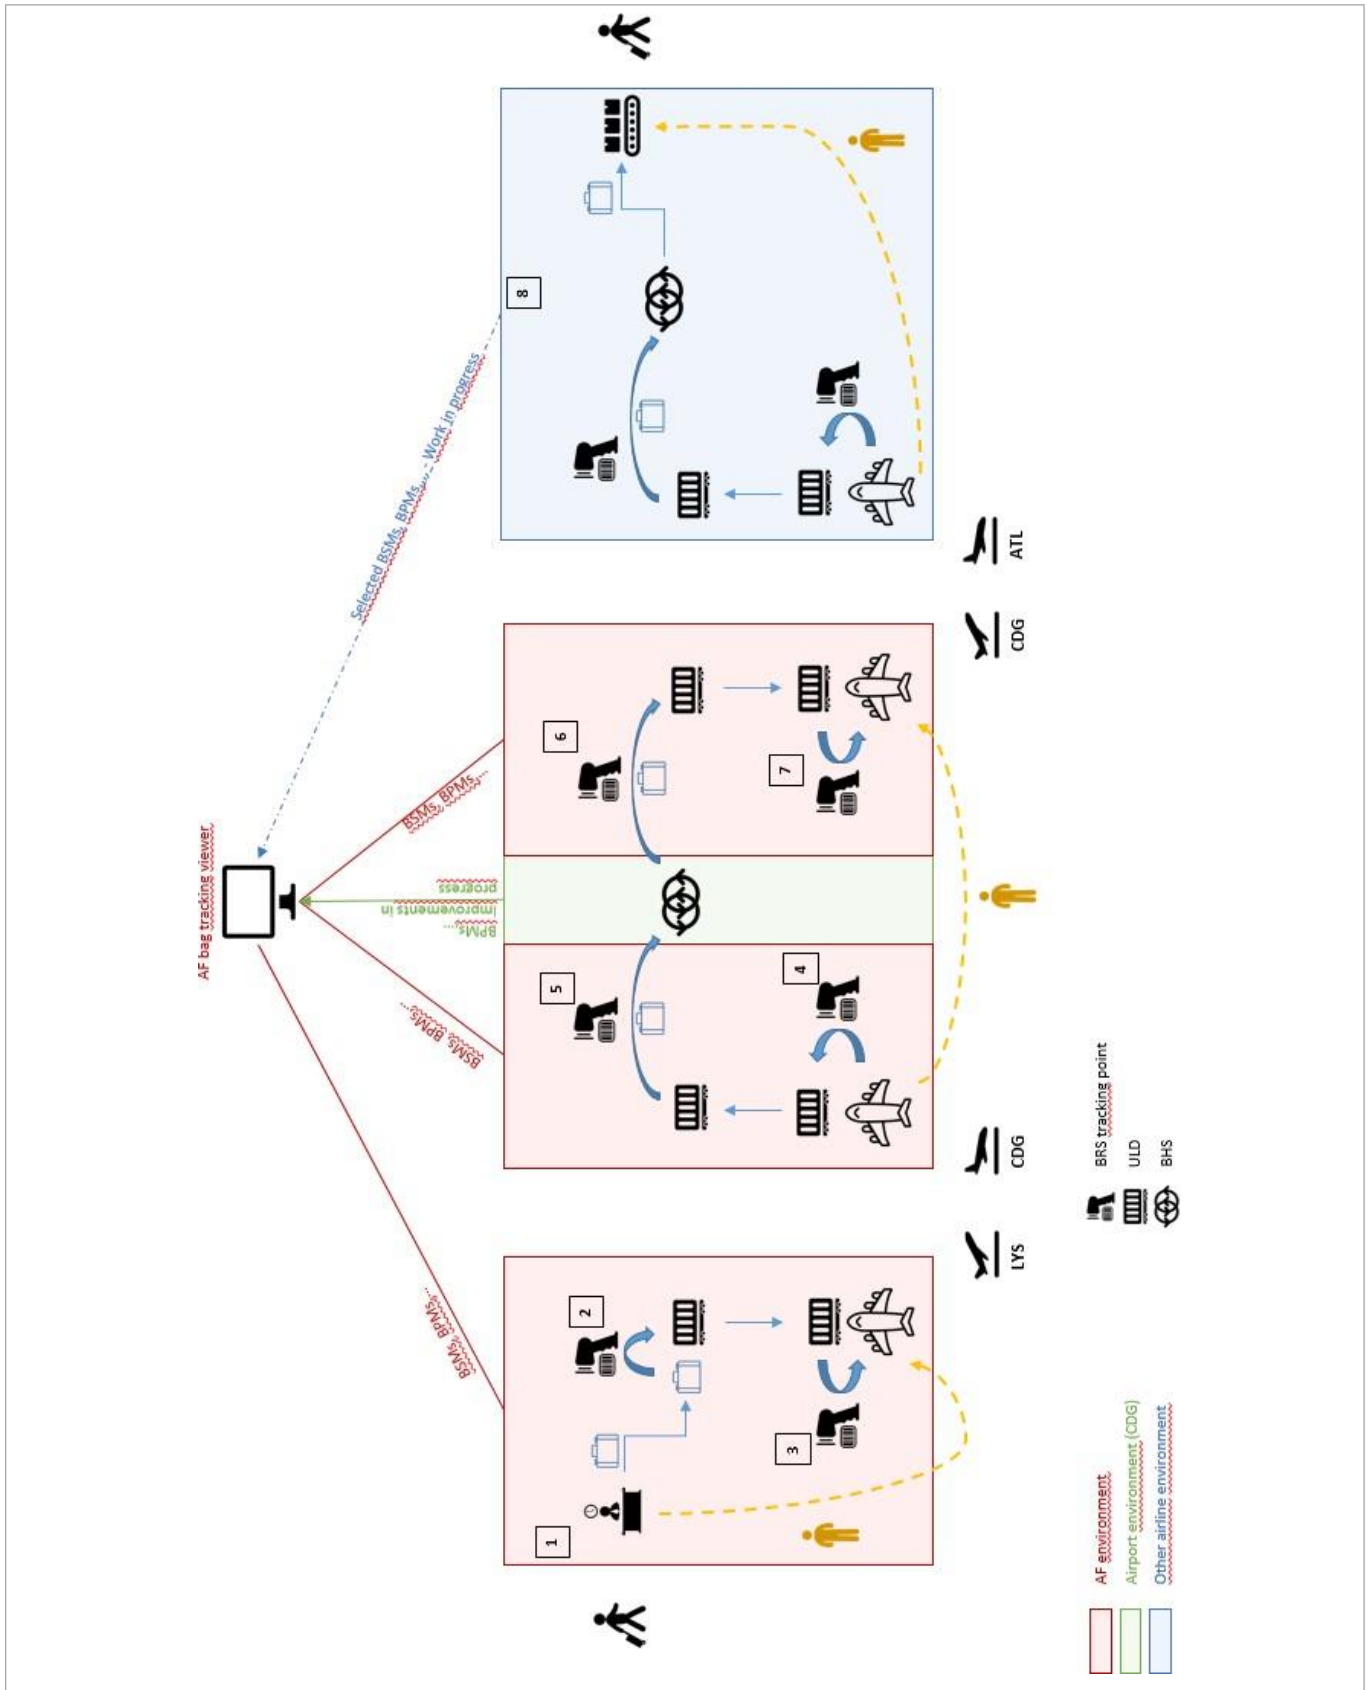 AF bag tracking viewer
BSMs, BPMs,...
BSMs, BPMs,...
BPMs,...
Improvements in
progress
BSMs, BPMs,...
Selected BSMs, BPMs,... - Work in progress
1
2
3
4
5
6
7
8
LYS
CDG
CDG
ATL
AF environment
Airport environment (CDG)
Other airline environment
BRS tracking point
ULD
BHS